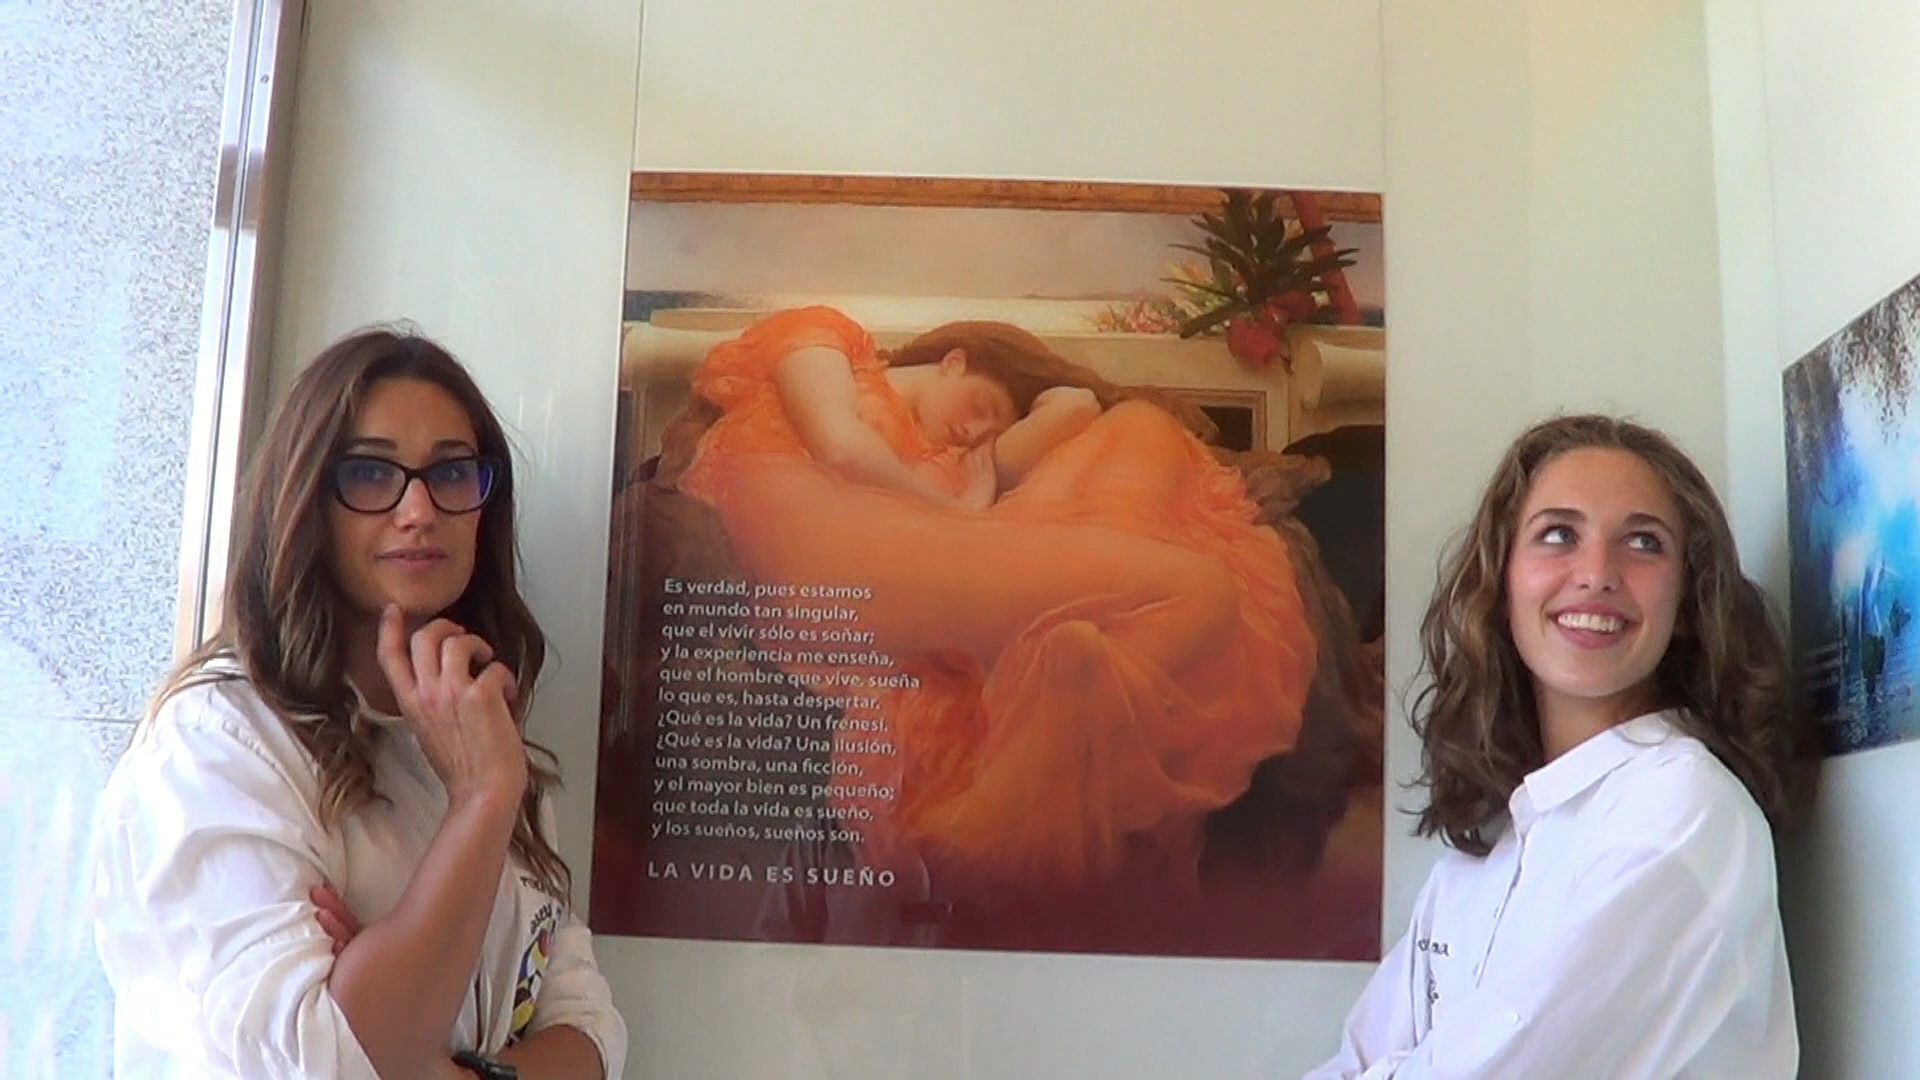 Es verdad, pues estamos
en mundo tan singular,
que el vivir sólo es soñar;
y la experiencia me enseña,
que el hombre que vive, sueña
lo que es, hasta despertar.
¿Qué es la vida? Un frenesí.
¿Qué es la vida? Una ilusión,
una sombra, una ficción,
y el mayor bien es pequeño;
que toda la vida es sueño,
y los sueños, sueños son.
LA VIDA ES SUEÑO